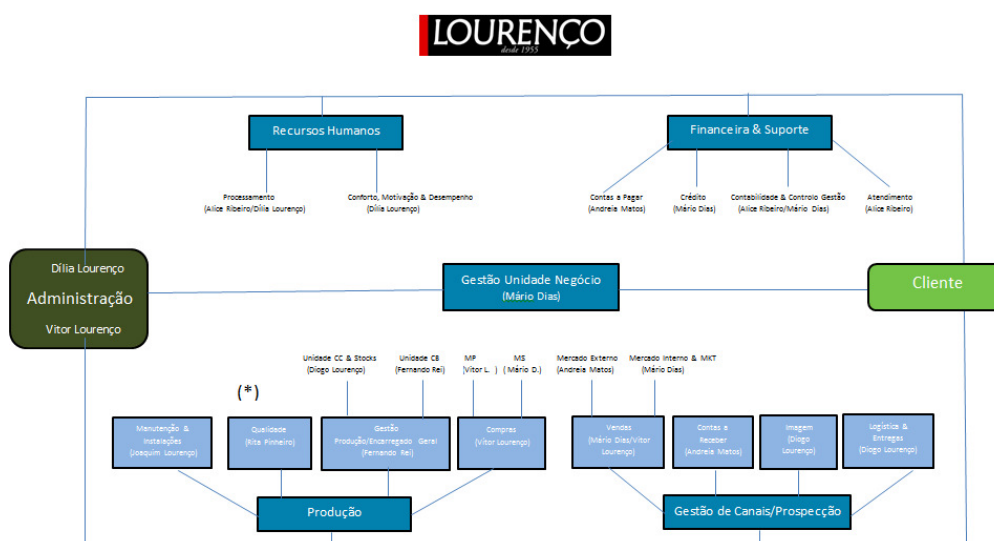 LOURENÇO
desde 1955
Recursos Humanos
Financeira & Suporte
Processamento
(Alice Ribeiro/Dília Lourenço)
Conforto, Motivação & Desempenho
(Dília Lourenço)
Contas a Pagar
(Andreia Matos)
Crédito
(Mário Dias)
Contabilidade & Controlo Gestão
(Alice Ribeiro/Mário Dias)
Atendimento
(Alice Ribeiro)
Dília Lourenço
Administração
Vitor Lourenço
Gestão Unidade Negócio
(Mário Dias)
Cliente
Unidade CC & Stocks
(Diogo Lourenço)
Unidade CB
(Fernando Rei)
MP
(Vitor L. )
MS
( Mário D.)
Mercado Externo
(Andreia Matos)
Mercado Interno & MKT
(Mário Dias)
(*)
Manutenção &
Instalações
(Joaquim Lourenço)
Qualidade
(Rita Pinheiro)
Gestão
Produção/Encarregado Geral
(Fernando Rei)
Compras
(Vitor Lourenço)
Vendas
(Mário Dias/Vitor
Lourenço)
Contas a
Receber
(Andreia Matos)
Imagem
(Diogo
Lourenço)
Logística &
Entregas
(Diogo Lourenço)
Produção
Gestão de Canais/Prospecção